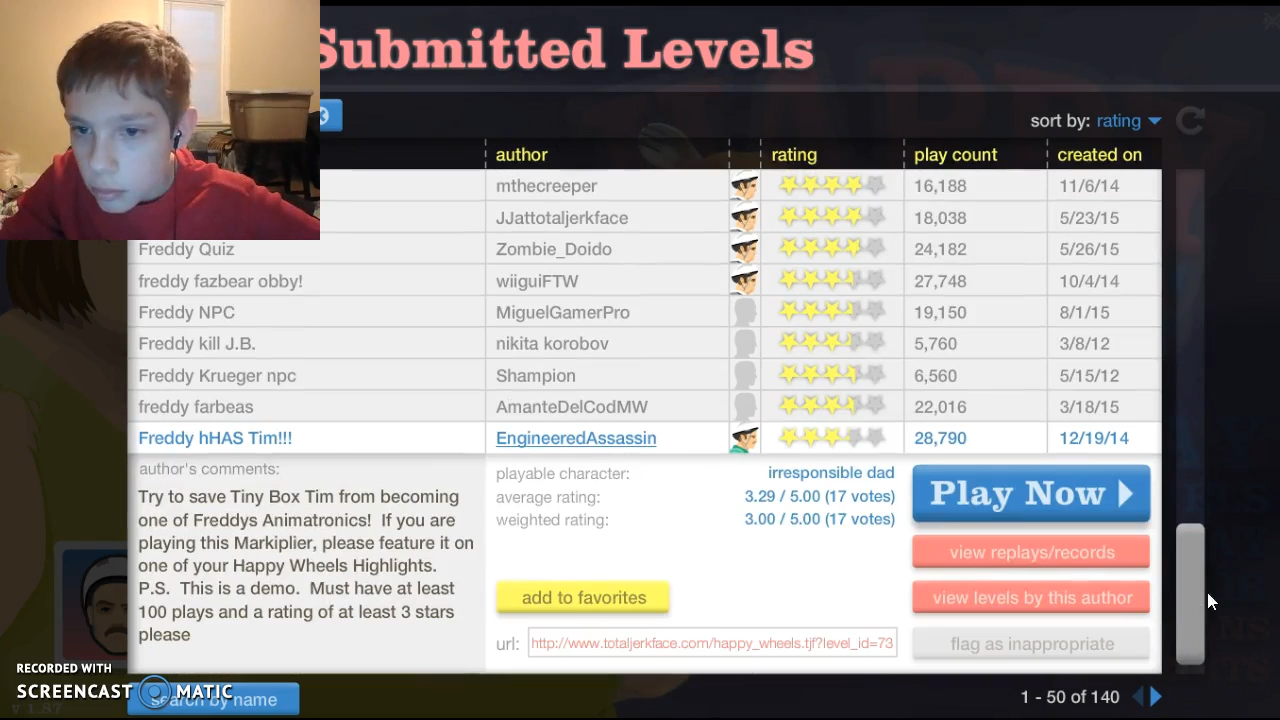 Submitted Levels
sort by: rating
author rating play count created on
mthecreeper 16,188 11/6/14
JJattotaljerkface 18,038 5/23/15
Freddy Quiz Zombie_Doido 24,182 5/26/15
freddy fazbear obby! wiiguiFTW 27,748 10/4/14
Freddy NPC MiguelGamerPro 19,150 8/1/15
Freddy kill J.B. nikita korobov 5,760 3/8/12
Freddy Krueger npc Shampion 6,560 5/15/12
freddy farbeas AmanteDelCodMW 22,016 3/18/15
Freddy hHAS Tim!!! EngineeredAssassin 28,790 12/19/14
author's comments:
Try to save Tiny Box Tim from becoming
one of Freddys Animatronics! If you are
playing this Markiplier, please feature it on
one of your Happy Wheels Highlights.
P.S. This is a demo. Must have at least
100 plays and a rating of at least 3 stars
please
playable character: irresponsible dad
average rating: 3.29 / 5.00 (17 votes)
weighted rating: 3.00 / 5.00 (17 votes)
add to favorites
url: http://www.totaljerkface.com/happy_wheels.tjf?level_id=73
Play Now
view replays/records
view levels by this author
flag as inappropriate
RECORDED WITH
SCREENCAST MATIC
search by name
1 - 50 of 140
v 1.87